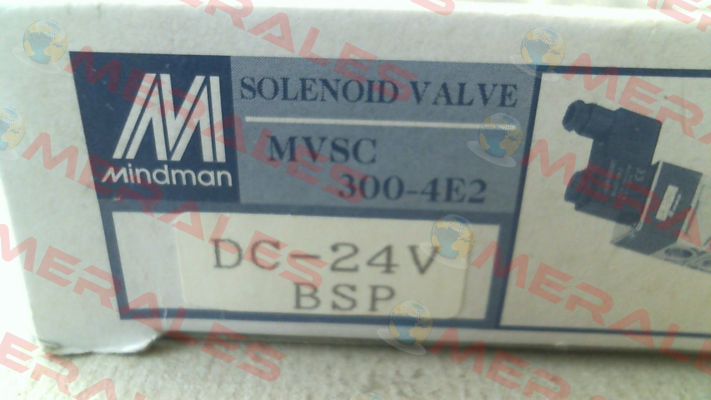 SOLENOID VALVE
Mindman
MVSC
300-4E2
DC-24V
BSP
MERALES